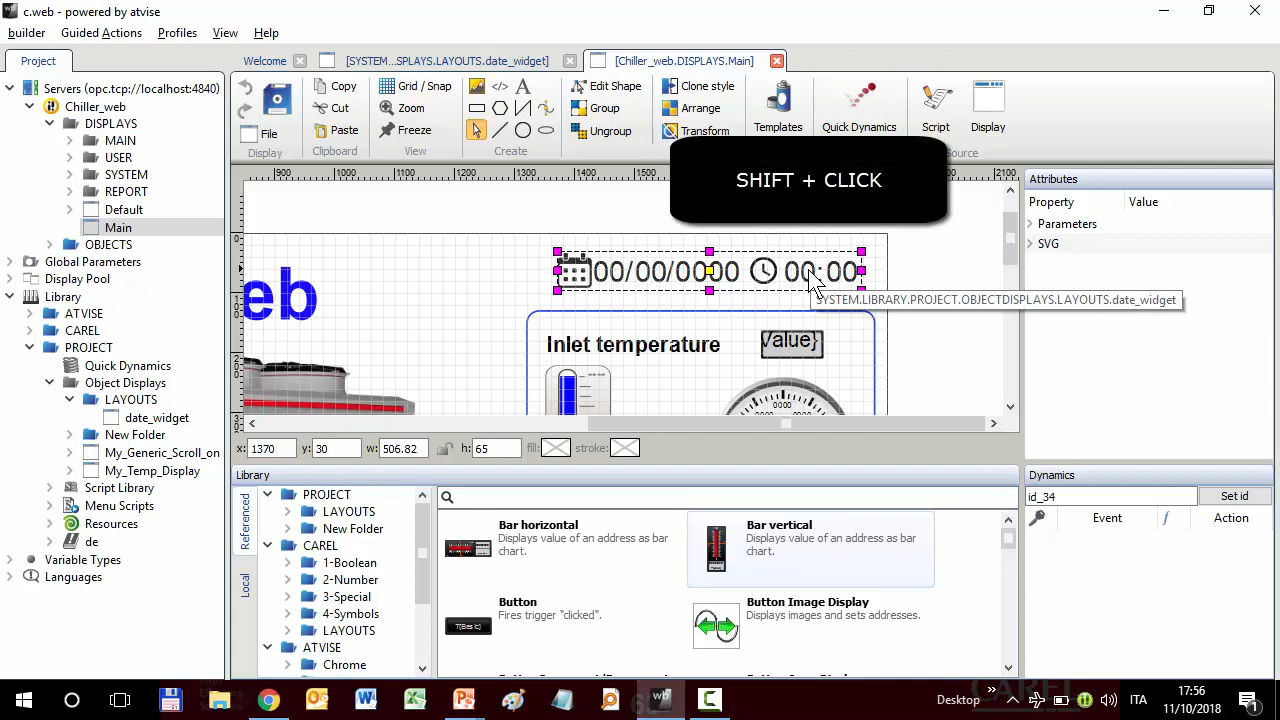 c.web - powered by atvise
builder Guided Actions Profiles View Help
Project
Welcome
[SYSTEM...SPLAYS.LAYOUTS.date_widget]
[Chiller_web.DISPLAYS.Main]
Servers (opc.tcp://localhost:4840)
Chiller_web
DISPLAYS
MAIN
USER
SYSTEM
REPORT
Default
Main
OBJECTS
Global Parameters
Display Pool
Library
ATVISE
CAREL
PROJECT
Quick Dynamics
Object Displays
LAYOUTS
date_widget
New Folder
My_Generic_Scroll_on
My_Temp_Display
Script Library
Menu Scripts
Resources
de
Variable Types
Languages
File
Display
Copy
Cut
Paste
Clipboard
Grid / Snap
Zoom
Freeze
View
Create
Edit Shape
Group
Ungroup
Clone style
Arrange
Transform
Templates
Quick Dynamics
Script
Display
SHIFT + CLICK
900 1000 1100 1200 1300 1400 1500 2100
eb
00/00/0000 00:00
SYSTEM.LIBRARY.PROJECT.OBJECTDISPLAYS.LAYOUTS.date_widget
Inlet temperature
Value}
0000
x: 1370 y: 30 w: 506.82 h: 65 fill: stroke:
Attributes
Property Value
Parameters
SVG
Library
Referenced
Local
PROJECT
LAYOUTS
New Folder
CAREL
1-Boolean
2-Number
3-Special
4-Symbols
LAYOUTS
ATVISE
Chrome
Bar horizontal
Displays value of an address as bar
chart.
Bar vertical
Displays value of an address as bar
chart.
Button
Fires trigger "clicked".
Button Image Display
Displays images and sets addresses.
Dynamics
id_34 Set id
Event Action
Desktop
ITA
17:56
11/10/2018